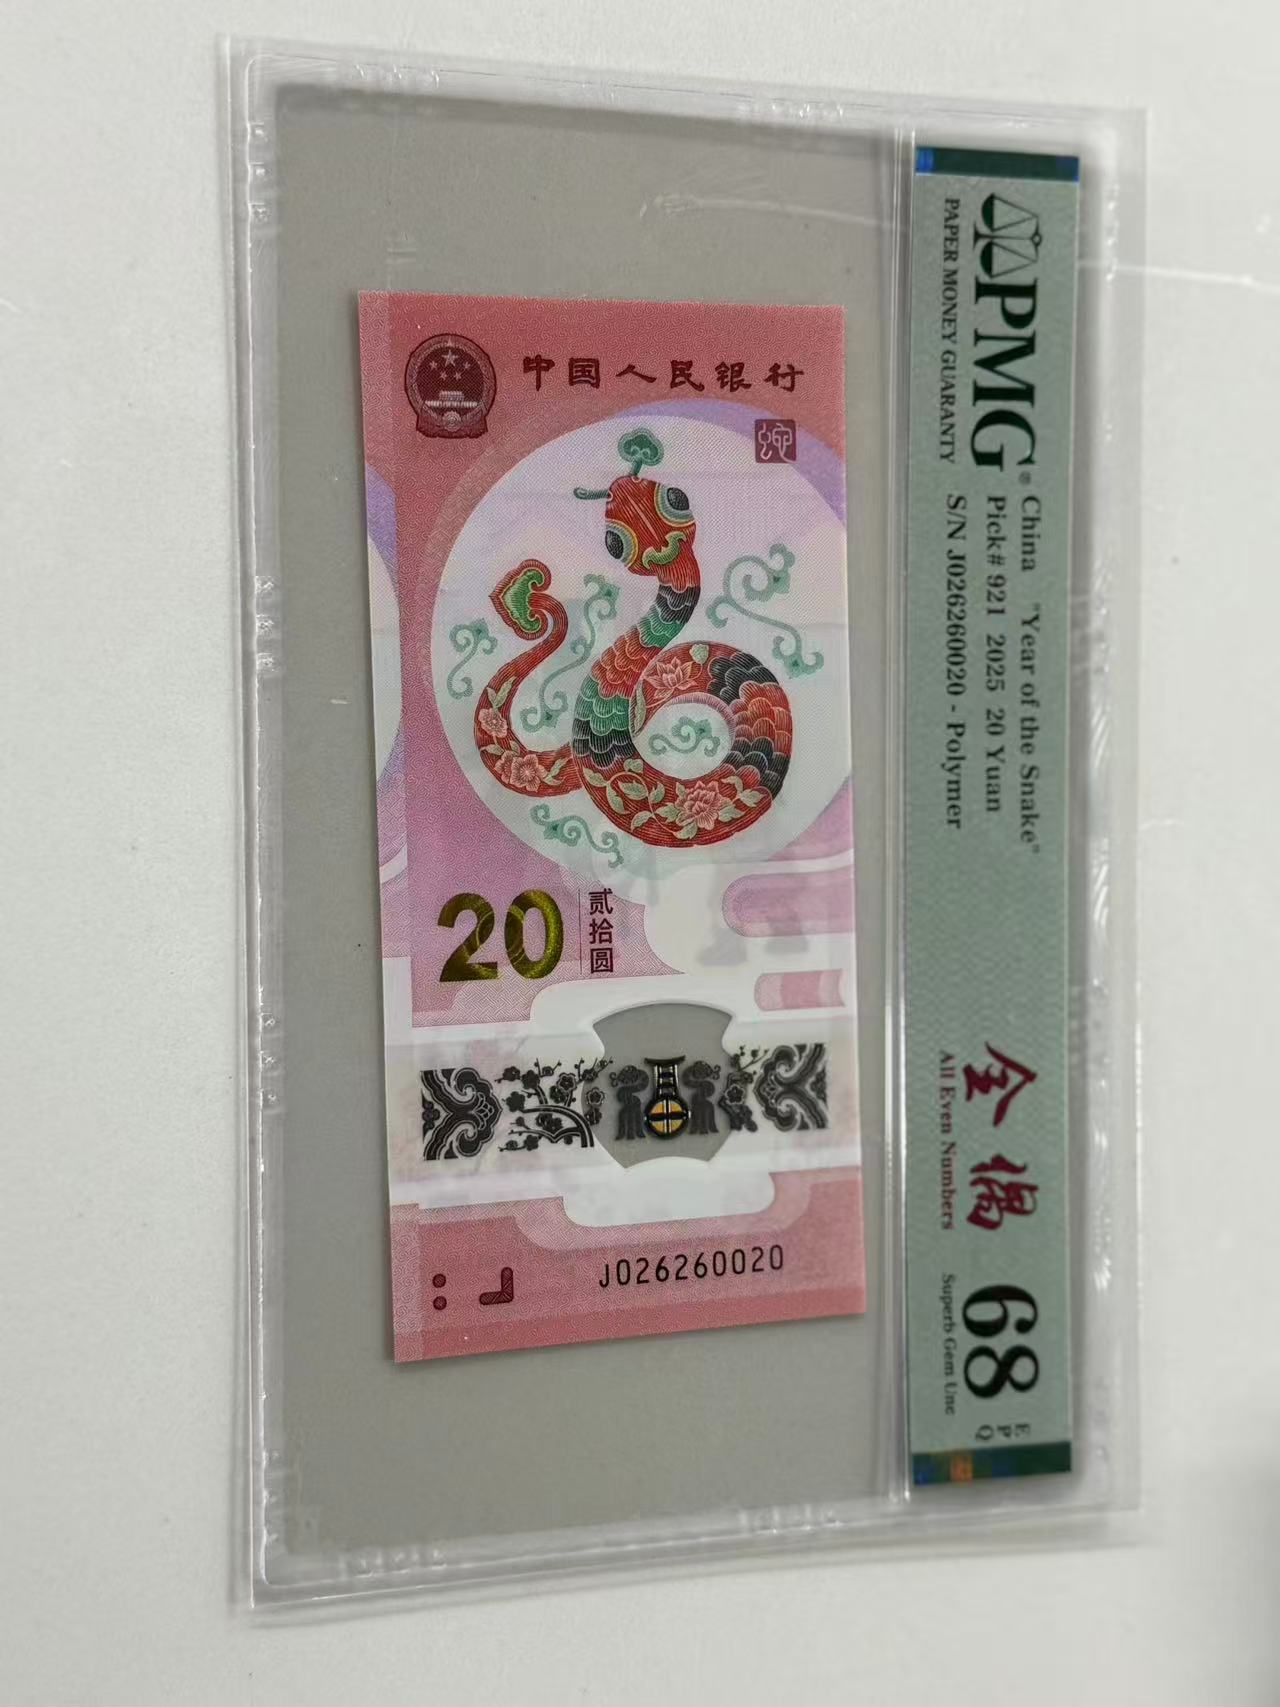 中国人民银行
蛇
20
贰拾圆
J026260020
PMG®
PAPER MONEY GUARANTY
China "Year of the Snake"
Pick# 921 2025 20 Yuan
S/N J026260020 - Polymer
全偶
All Even Numbers
68
EPQ
Superb Gem Unc